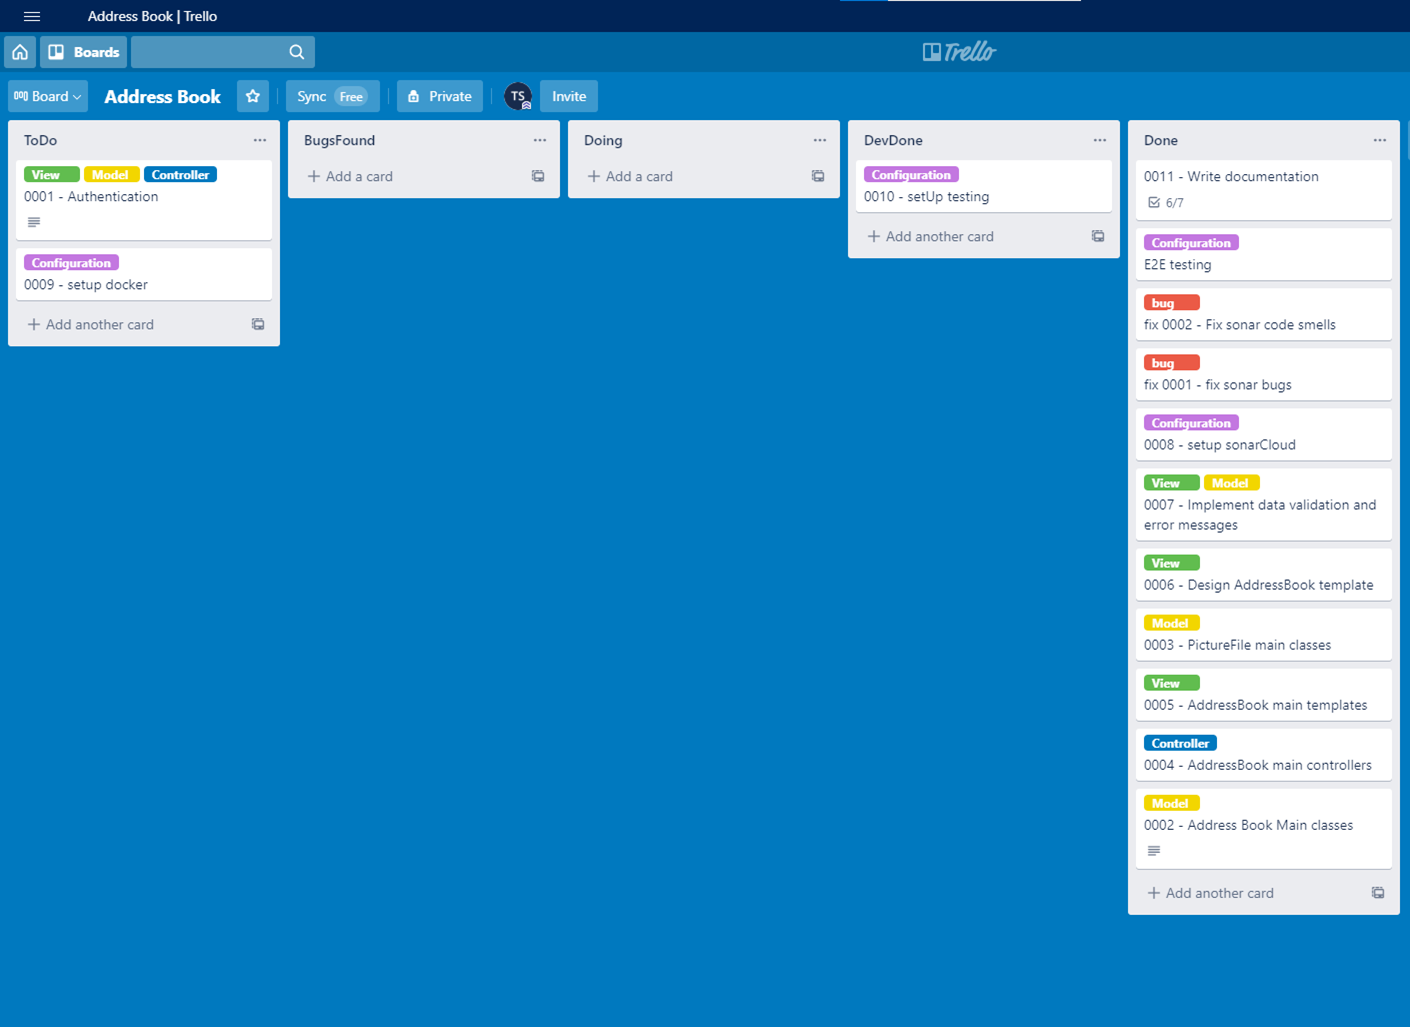 Address Book | Trello
Boards
Trello
Board
Address Book
Sync Free
Private
TS
Invite
ToDo
View Model Controller
0001 - Authentication
Configuration
0009 - setup docker
Add another card
BugsFound
Add a card
Doing
Add a card
DevDone
Configuration
0010 - setUp testing
Add another card
Done
0011 - Write documentation
6/7
Configuration
E2E testing
bug
fix 0002 - Fix sonar code smells
bug
fix 0001 - fix sonar bugs
Configuration
0008 - setup sonarCloud
View Model
0007 - Implement data validation and
error messages
View
0006 - Design AddressBook template
Model
0003 - PictureFile main classes
View
0005 - AddressBook main templates
Controller
0004 - AddressBook main controllers
Model
0002 - Address Book Main classes
Add another card